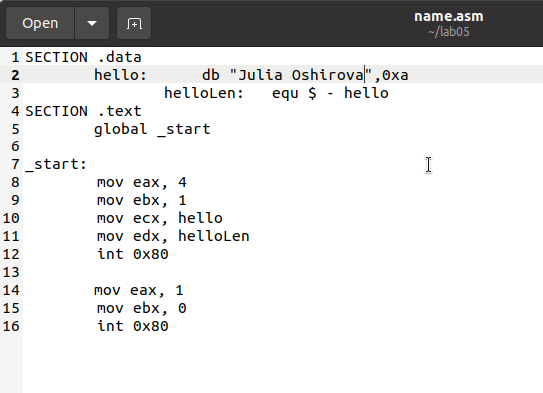 Open
name.asm
~/lab05
1 SECTION .data
2 hello: db "Julia Oshirova",0xa
3 helloLen: equ $ - hello
4 SECTION .text
5 global _start
6
7 _start:
8 mov eax, 4
9 mov ebx, 1
10 mov ecx, hello
11 mov edx, helloLen
12 int 0x80
13
14 mov eax, 1
15 mov ebx, 0
16 int 0x80